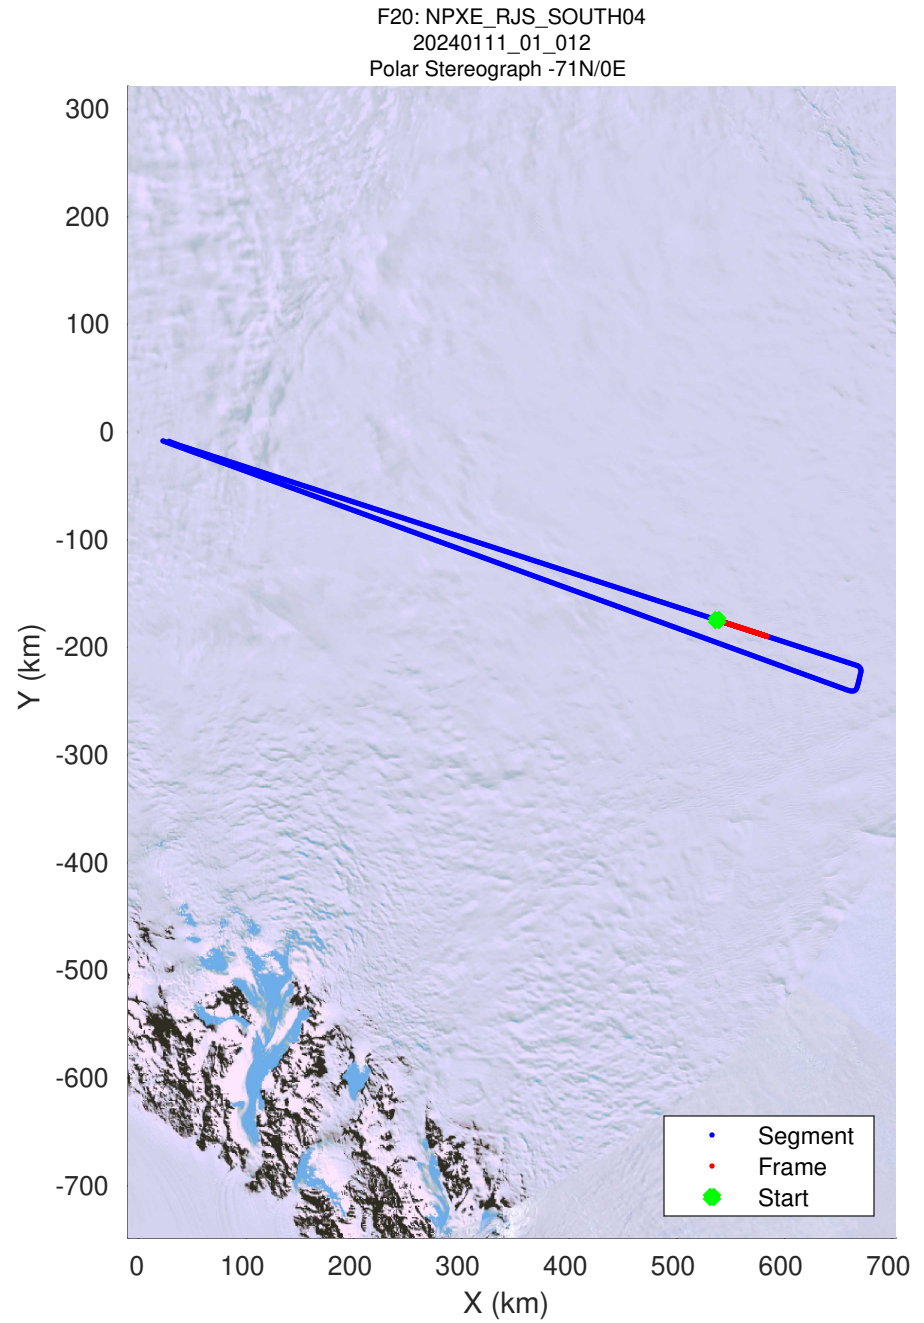 F20: NPXE_RJS_SOUTH04
20240111_01_012
Polar Stereograph -71N/0E
300
200
100
0
-100
-200
-300
-400
-500
-600
-700
Y (km)
Segment
Frame
Start
0 100 200 300 400 500 600 700
X (km)